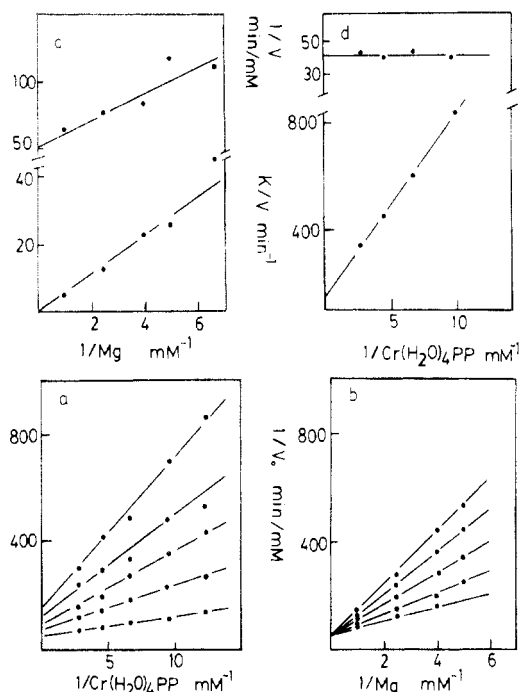 c
100
50
40
20
2 4 6
1/Mg mM⁻¹
d
1/V
min/mM
50
30
800
400
K/V min⁻¹
5 10
1/Cr(H₂O)₄PP mM⁻¹
a
800
400
5 10
1/Cr(H₂O)₄PP mM⁻¹
b
1/V₀ min/mM
800
400
2 4 6
1/Mg mM⁻¹